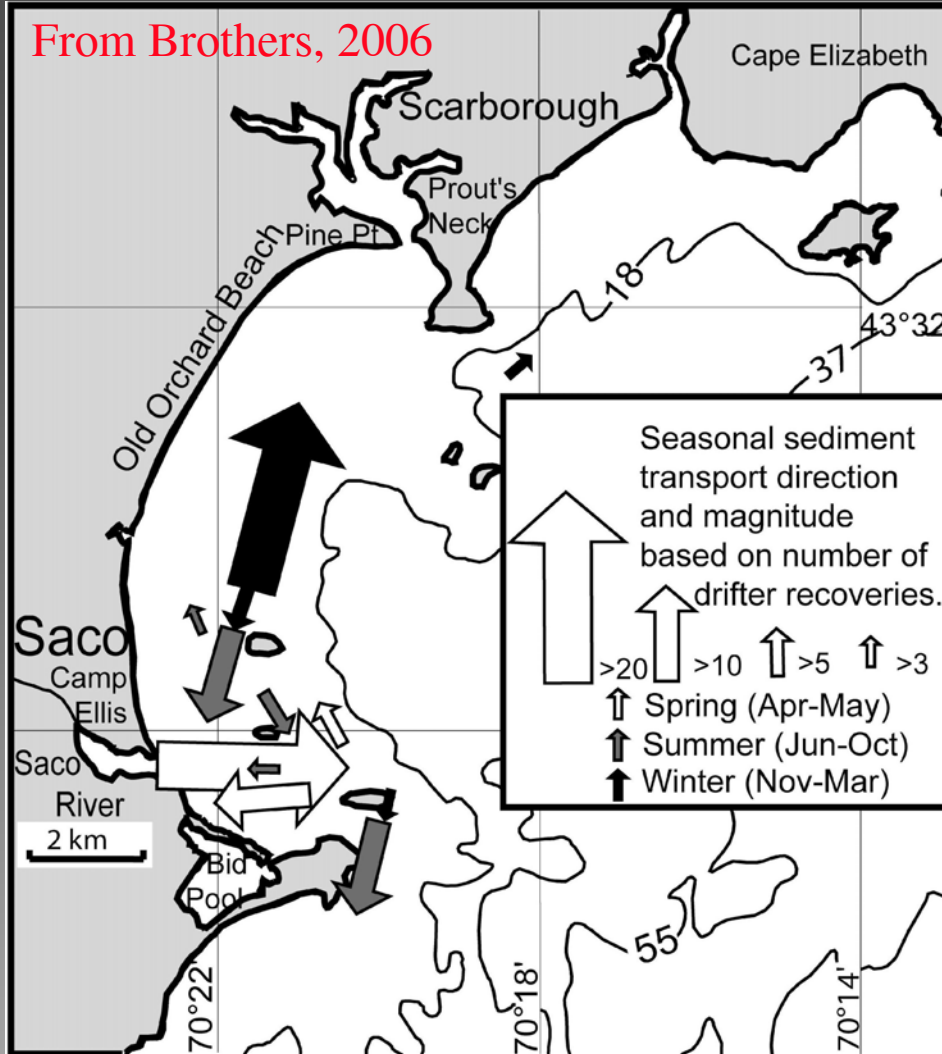 From Brothers, 2006
Cape Elizabeth
Scarborough
Prout's
Neck
Pine Pt
Old Orchard Beach
18
43°32
37
Seasonal sediment
transport direction
and magnitude
based on number of
drifter recoveries.
>20
>10
>5
>3
Spring (Apr-May)
Summer (Jun-Oct)
Winter (Nov-Mar)
Saco
Camp
Ellis
Saco
River
2 km
Bid
Pool
55
70°22'
70°18'
70°14'